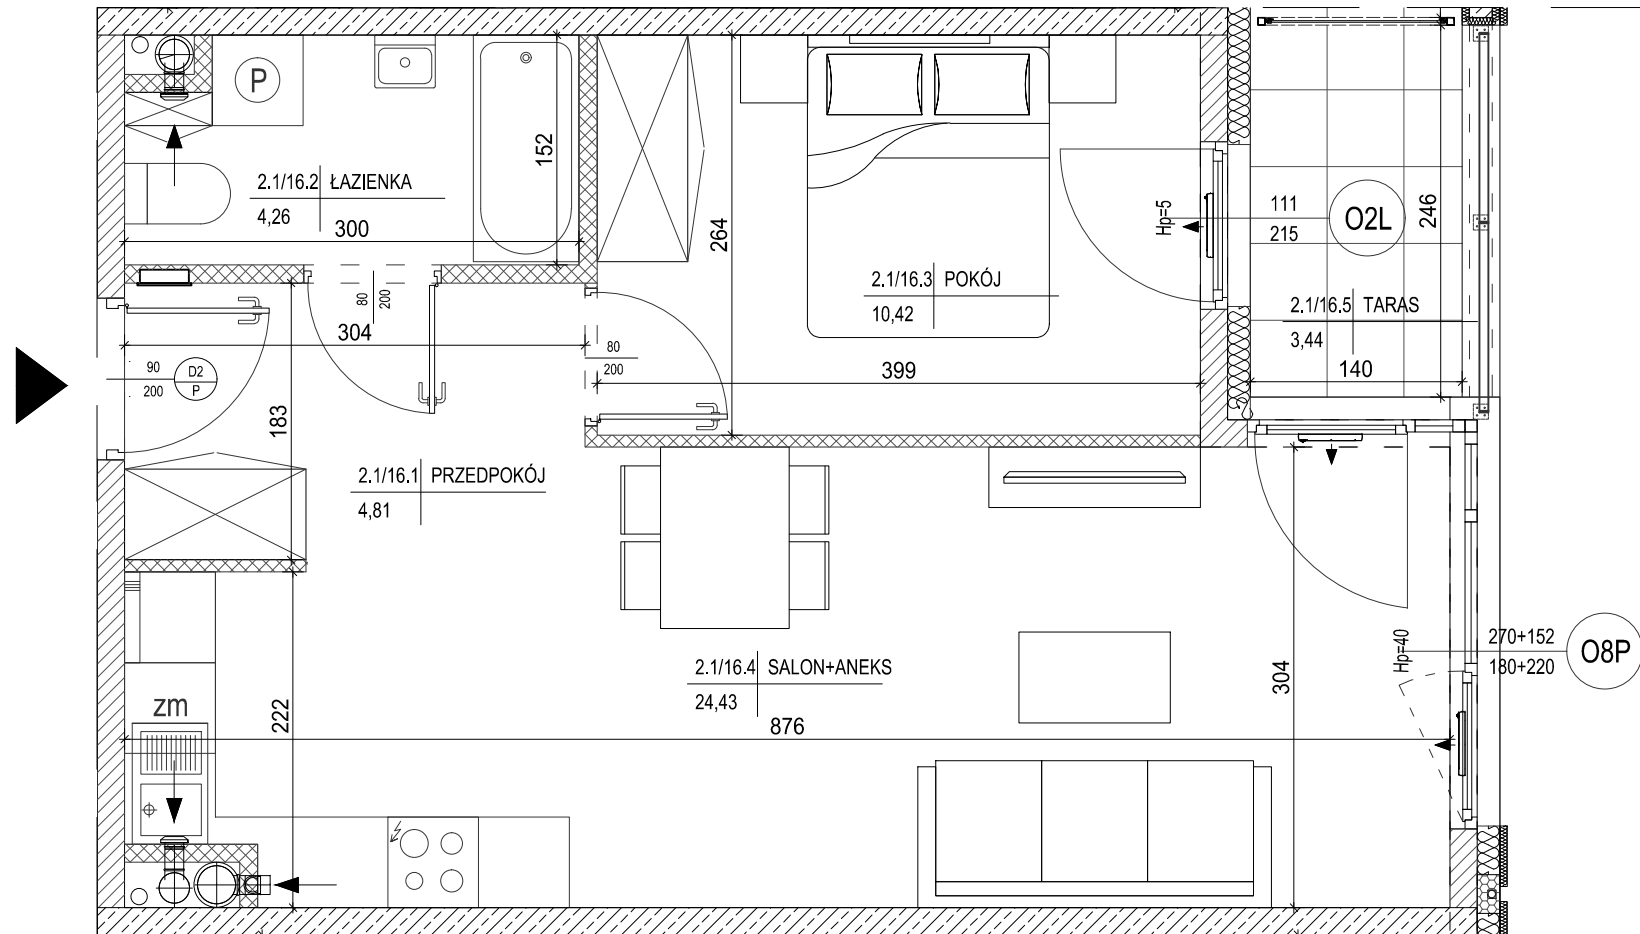 P
2.1/16.2 ŁAZIENKA
4,26
300
152
264
2.1/16.3 POKÓJ
10,42
Hp=5
111
215
O2L
246
2.1/16.5 TARAS
3,44
140
80
200
304
80
200
399
90
200
D2
P
183
2.1/16.1 PRZEDPOKÓJ
4,81
2.1/16.4 SALON+ANEKS
24,43
zm
222
876
304
Hp=40
270+152
180+220
O8P